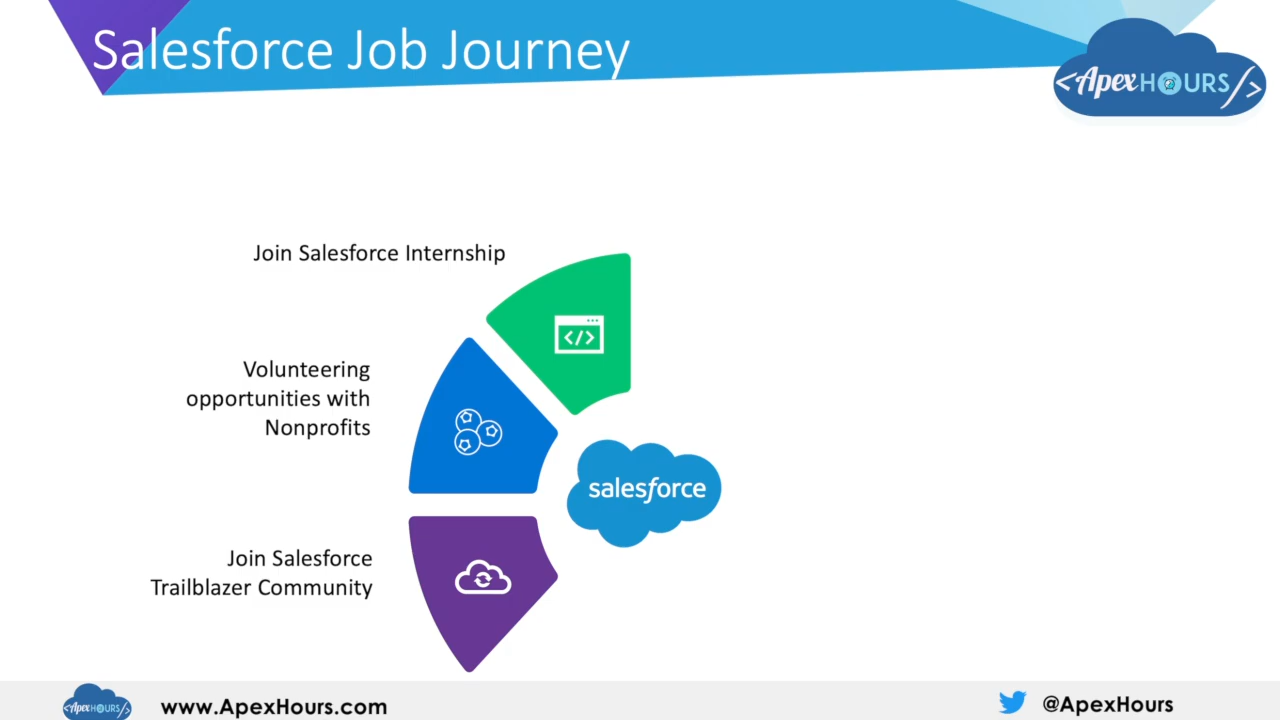 Salesforce Job Journey
<ApexHOURS/>
Join Salesforce Internship
</>
Volunteering
opportunities with
Nonprofits
salesforce
Join Salesforce
Trailblazer Community
<ApexHOURS/>
www.ApexHours.com
@ApexHours